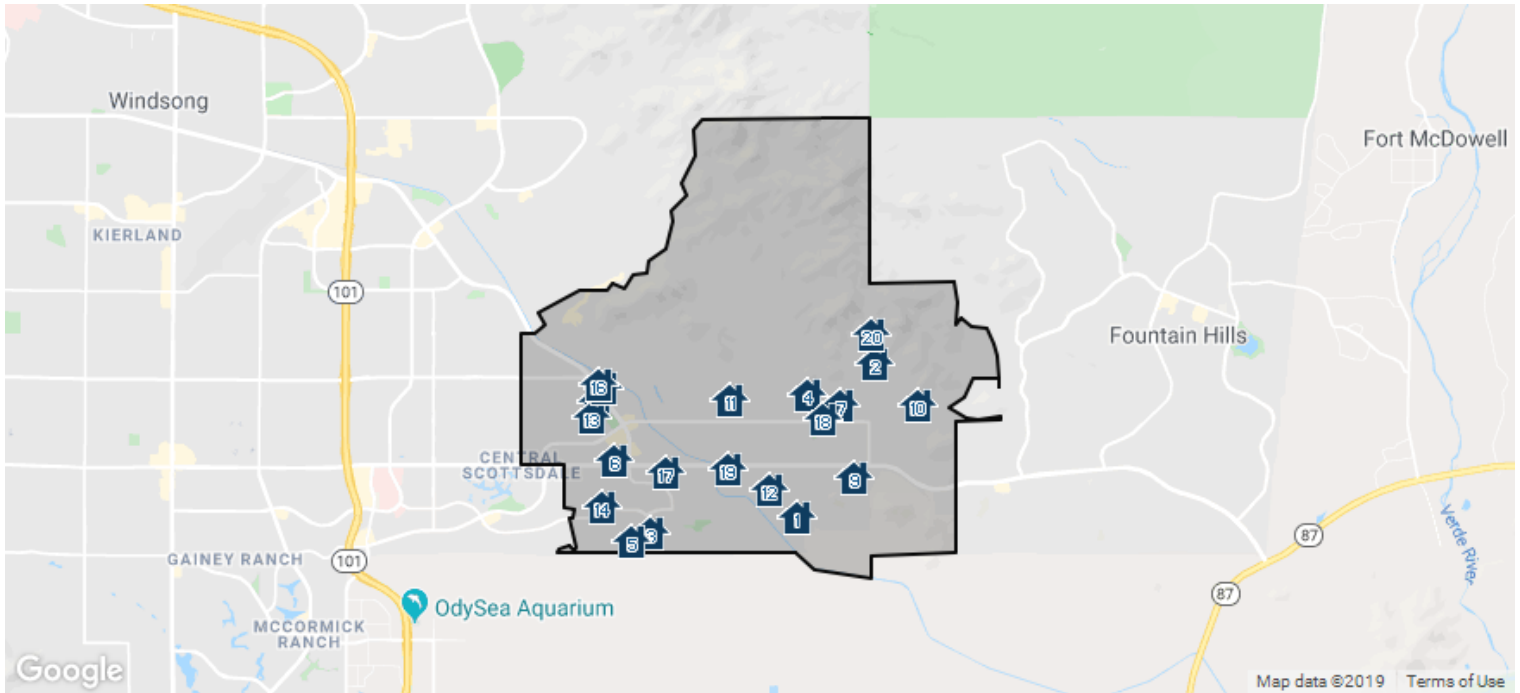 Windsong
Fort McDowell
KIERLAND
101
Fountain Hills
20
2
16
4
11
7
10
13
18
CENTRAL
SCOTTSDALE
6
17
19
9
12
14
1
3
5
87
101
GAINEY RANCH
Verde River
87
OdySea Aquarium
MCCORMICK
RANCH
Google
Map data ©2019
Terms of Use